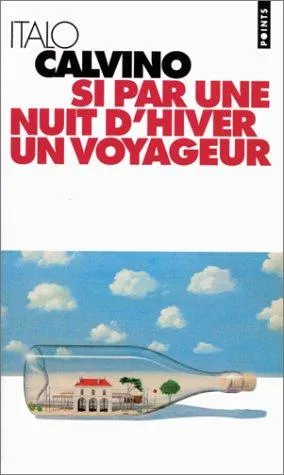 ITALO
CALVINO
SI PAR UNE
NUIT D'HIVER
UN VOYAGEUR
POINTS